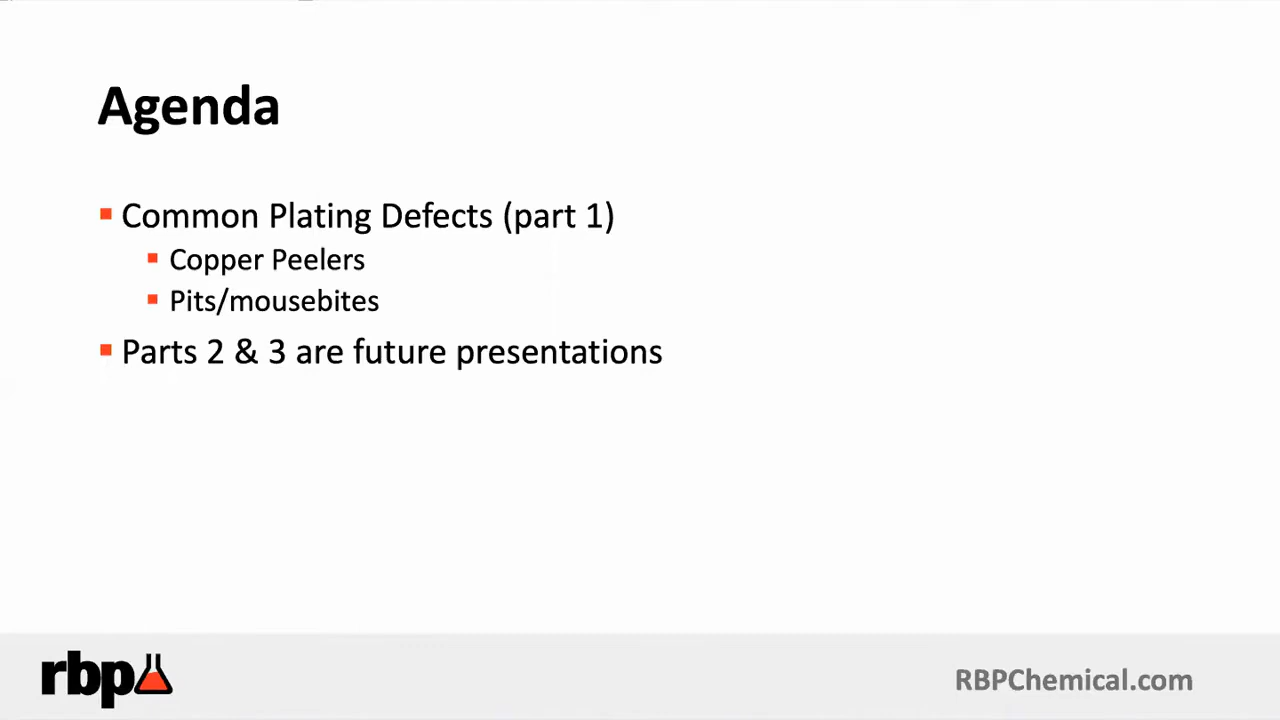 Agenda
Common Plating Defects (part 1)
Copper Peelers
Pits/mousebites
Parts 2 & 3 are future presentations
rbp
RBPChemical.com